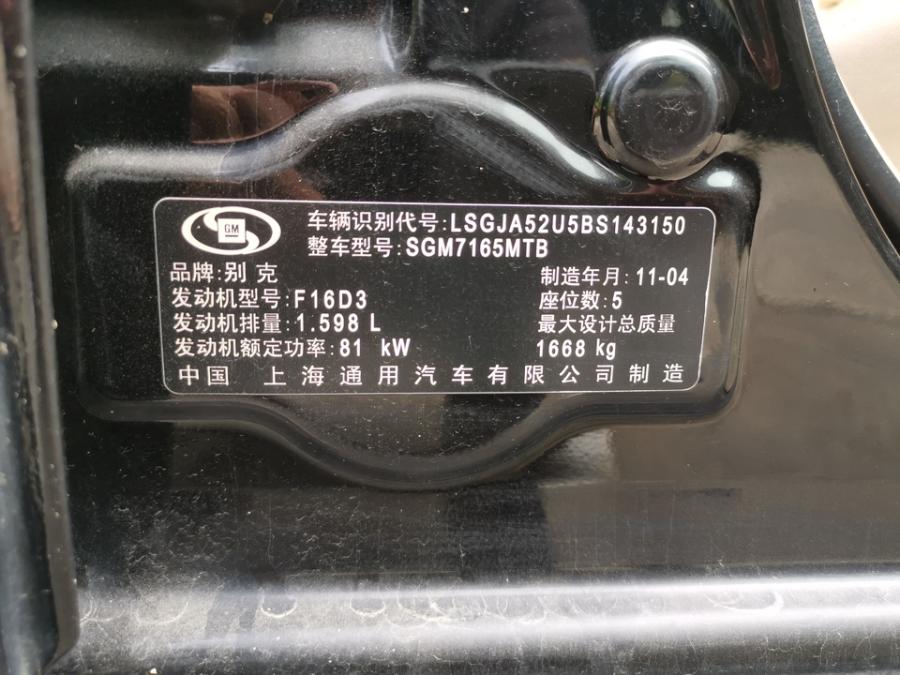 GM
车辆识别代号:LSGJA52U5BS143150
整车型号:SGM7165MTB
品牌:别克
制造年月:11-04
发动机型号:F16D3
座位数:5
发动机排量:1.598 L
最大设计总质量
发动机额定功率:81 kW
1668 kg
中国 上海通用汽车有限公司制造